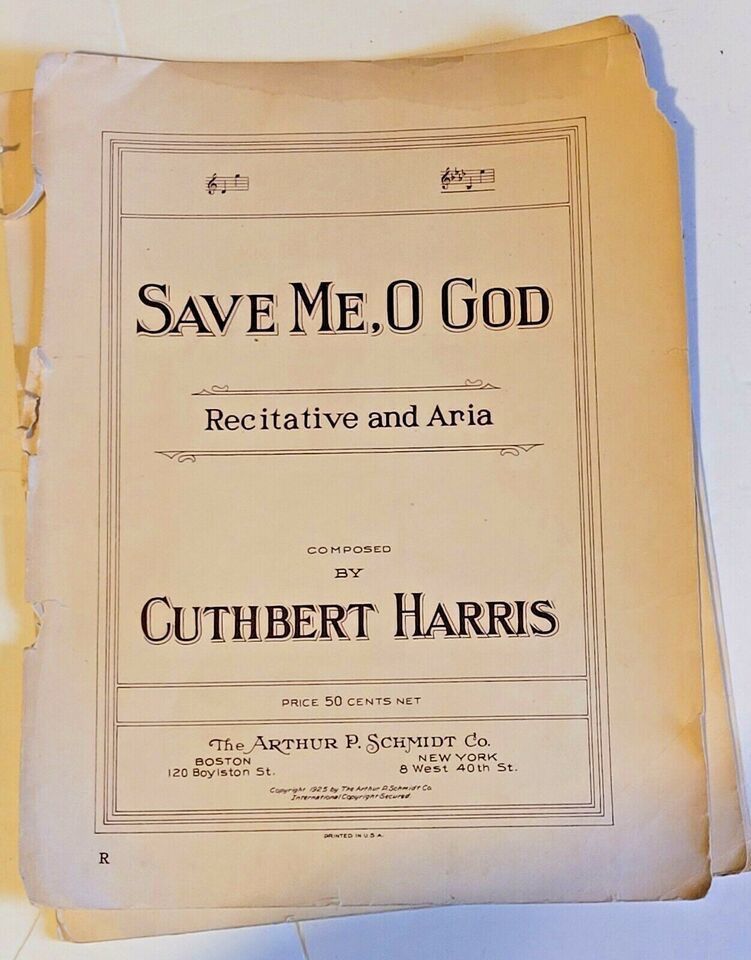 SAVE ME, O GOD
Recitative and Aria
COMPOSED
BY
CUTHBERT HARRIS
PRICE 50 CENTS NET
The ARTHUR P. SCHMIDT Co.
BOSTON NEW YORK
120 Boylston St. 8 West 40th St.
Copyright 1925 by The Arthur P. Schmidt Co.
International Copyright Secured.
PRINTED IN U.S.A.
R